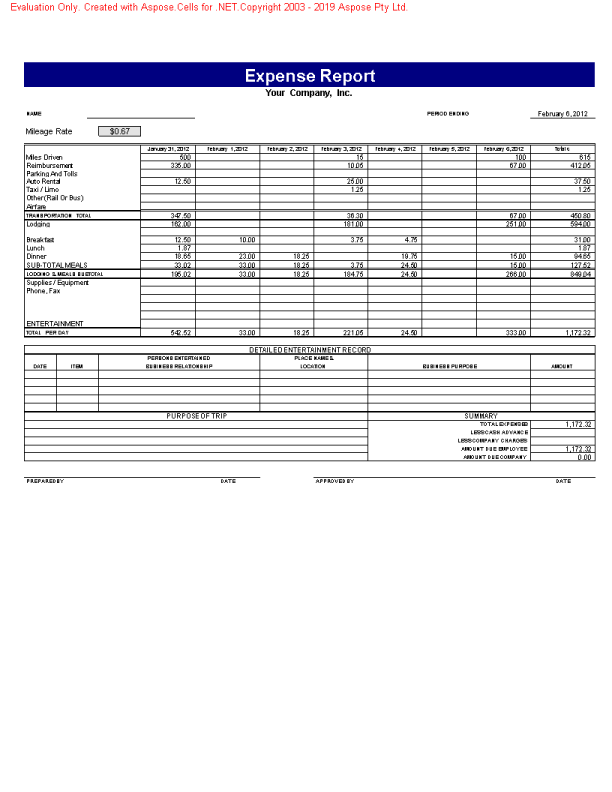 Evaluation Only. Created with Aspose.Cells for .NET.Copyright 2003 - 2019 Aspose Pty Ltd.
Expense Report
Your Company, Inc.
NAME PERIOD ENDING February 6, 2012
Mileage Rate $0.67
January 31, 2012 February 1, 2012 February 2, 2012 February 3, 2012 February 4, 2012 February 5, 2012 February 6, 2012 Totals
Miles Driven 500 15 100 615
Reimbursement 335.00 10.05 67.00 412.05
Parking And Tolls
Auto Rental 12.50 25.00 37.50
Taxi / Limo 1.25 1.25
Other (Rail Or Bus)
Airfare
TRANSPORTATION TOTAL 347.50 36.30 67.00 450.80
Lodging 162.00 181.00 251.00 594.00
Breakfast 12.50 10.00 3.75 4.75 31.00
Lunch 1.87 1.87
Dinner 18.65 23.00 18.25 19.75 15.00 94.65
SUB-TOTAL MEALS 33.02 33.00 18.25 3.75 24.50 15.00 127.52
LODGING & MEALS SUBTOTAL 195.02 33.00 18.25 184.75 24.50 266.00 849.04
Supplies / Equipment
Phone, Fax
ENTERTAINMENT
TOTAL PER DAY 542.52 33.00 18.25 221.05 24.50 333.00 1,172.32
DETAILED ENTERTAINMENT RECORD
PERSONS ENTERTAINED PLACE NAME &
DATE ITEM BUSINESS RELATIONSHIP LOCATION BUSINESS PURPOSE AMOUNT
PURPOSE OF TRIP SUMMARY
TOTAL EXPENSES 1,172.32
LESS CASH ADVANCE
LESS COMPANY CHARGES
AMOUNT DUE EMPLOYEE 1,172.32
AMOUNT DUE COMPANY 0.00
PREPARED BY DATE APPROVED BY DATE